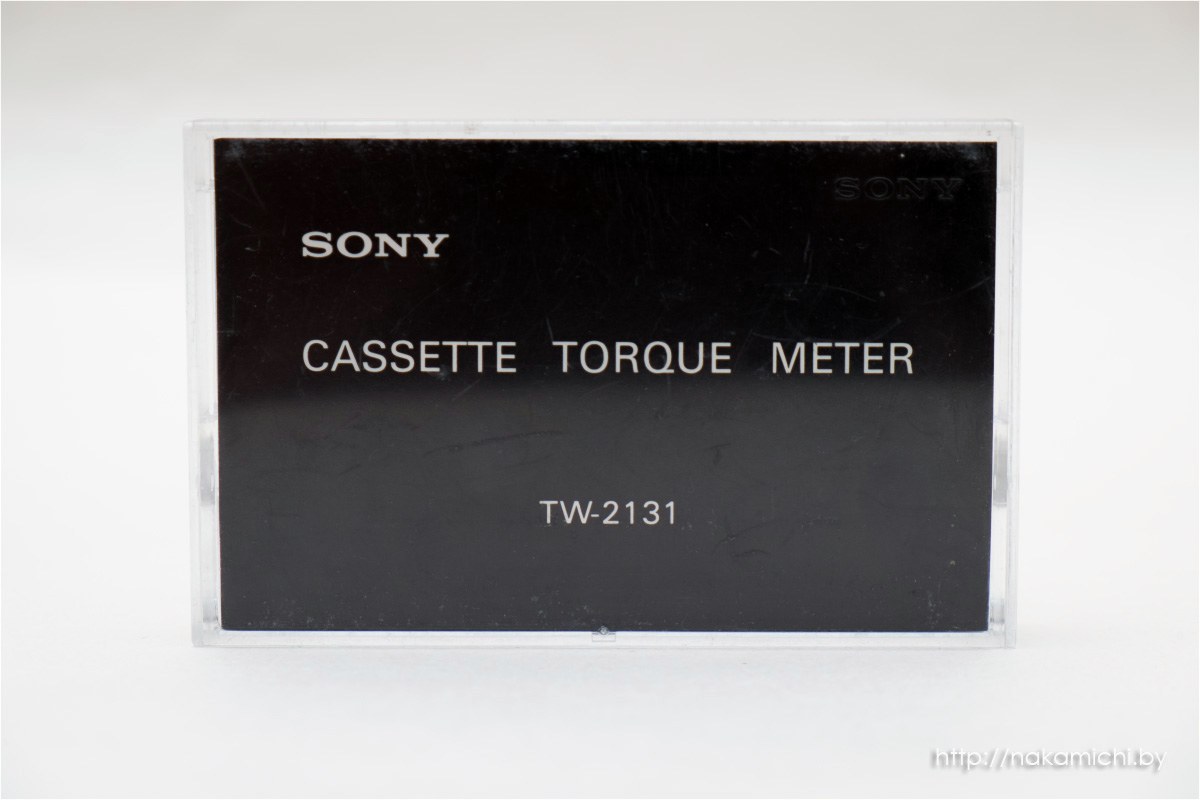 SONY
SONY
CASSETTE TORQUE METER
TW-2131
http://nakamichi.by